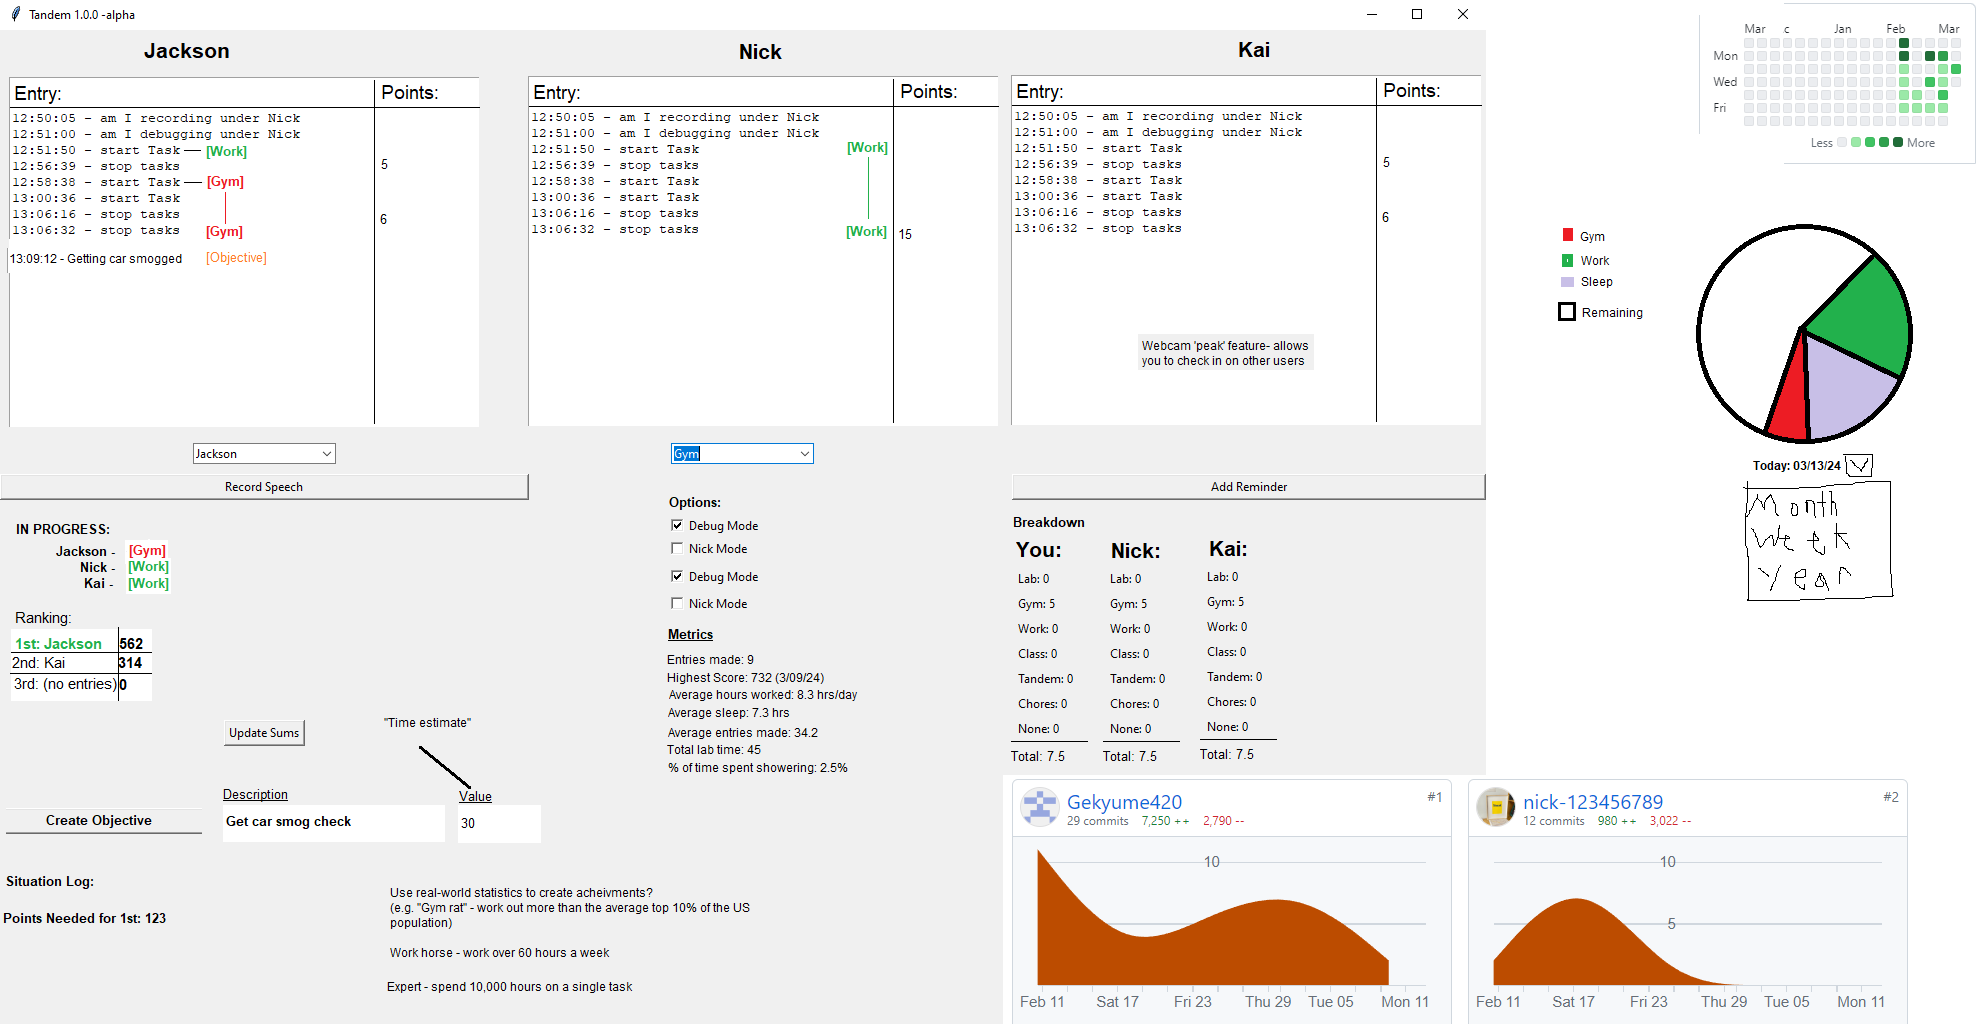 Tandem 1.0.0 -alpha
Jackson
Entry:
Points:
12:50:05 - am I recording under Nick
12:51:00 - am I debugging under Nick
12:51:50 - start Task [Work]
12:56:39 - stop tasks 5
12:58:38 - start Task [Gym]
13:00:36 - start Task
13:06:16 - stop tasks 6
13:06:32 - stop tasks [Gym]
13:09:12 - Getting car smogged [Objective]
Nick
Entry:
Points:
12:50:05 - am I recording under Nick
12:51:00 - am I debugging under Nick
12:51:50 - start Task [Work]
12:56:39 - stop tasks
12:58:38 - start Task
13:00:36 - start Task
13:06:16 - stop tasks
13:06:32 - stop tasks [Work] 15
Kai
Entry:
Points:
12:50:05 - am I recording under Nick
12:51:00 - am I debugging under Nick
12:51:50 - start Task
12:56:39 - stop tasks 5
12:58:38 - start Task
13:00:36 - start Task
13:06:16 - stop tasks 6
13:06:32 - stop tasks
Webcam 'peak' feature- allows
you to check in on other users
Mar c Jan Feb Mar
Mon
Wed
Fri
Less More
Gym
Work
Sleep
Remaining
Today: 03/13/24
Month
Week
Year
Jackson
Record Speech
IN PROGRESS:
Jackson - [Gym]
Nick - [Work]
Kai - [Work]
Ranking:
1st: Jackson 562
2nd: Kai 314
3rd: (no entries) 0
Update Sums
"Time estimate"
Description
Value
Create Objective
Get car smog check
30
Situation Log:
Points Needed for 1st: 123
Gym
Options:
Debug Mode
Nick Mode
Debug Mode
Nick Mode
Metrics
Entries made: 9
Highest Score: 732 (3/09/24)
Average hours worked: 8.3 hrs/day
Average sleep: 7.3 hrs
Average entries made: 34.2
Total lab time: 45
% of time spent showering: 2.5%
Use real-world statistics to create acheivments?
(e.g. "Gym rat" - work out more than the average top 10% of the US
population)
Work horse - work over 60 hours a week
Expert - spend 10,000 hours on a single task
Add Reminder
Breakdown
You:
Lab: 0
Gym: 5
Work: 0
Class: 0
Tandem: 0
Chores: 0
None: 0
Total: 7.5
Nick:
Lab: 0
Gym: 5
Work: 0
Class: 0
Tandem: 0
Chores: 0
None: 0
Total: 7.5
Kai:
Lab: 0
Gym: 5
Work: 0
Class: 0
Tandem: 0
Chores: 0
None: 0
Total: 7.5
Gekyume420 #1
29 commits 7,250 ++ 2,790 --
10
Feb 11 Sat 17 Fri 23 Thu 29 Tue 05 Mon 11
nick-123456789 #2
12 commits 980 ++ 3,022 --
10
5
Feb 11 Sat 17 Fri 23 Thu 29 Tue 05 Mon 11